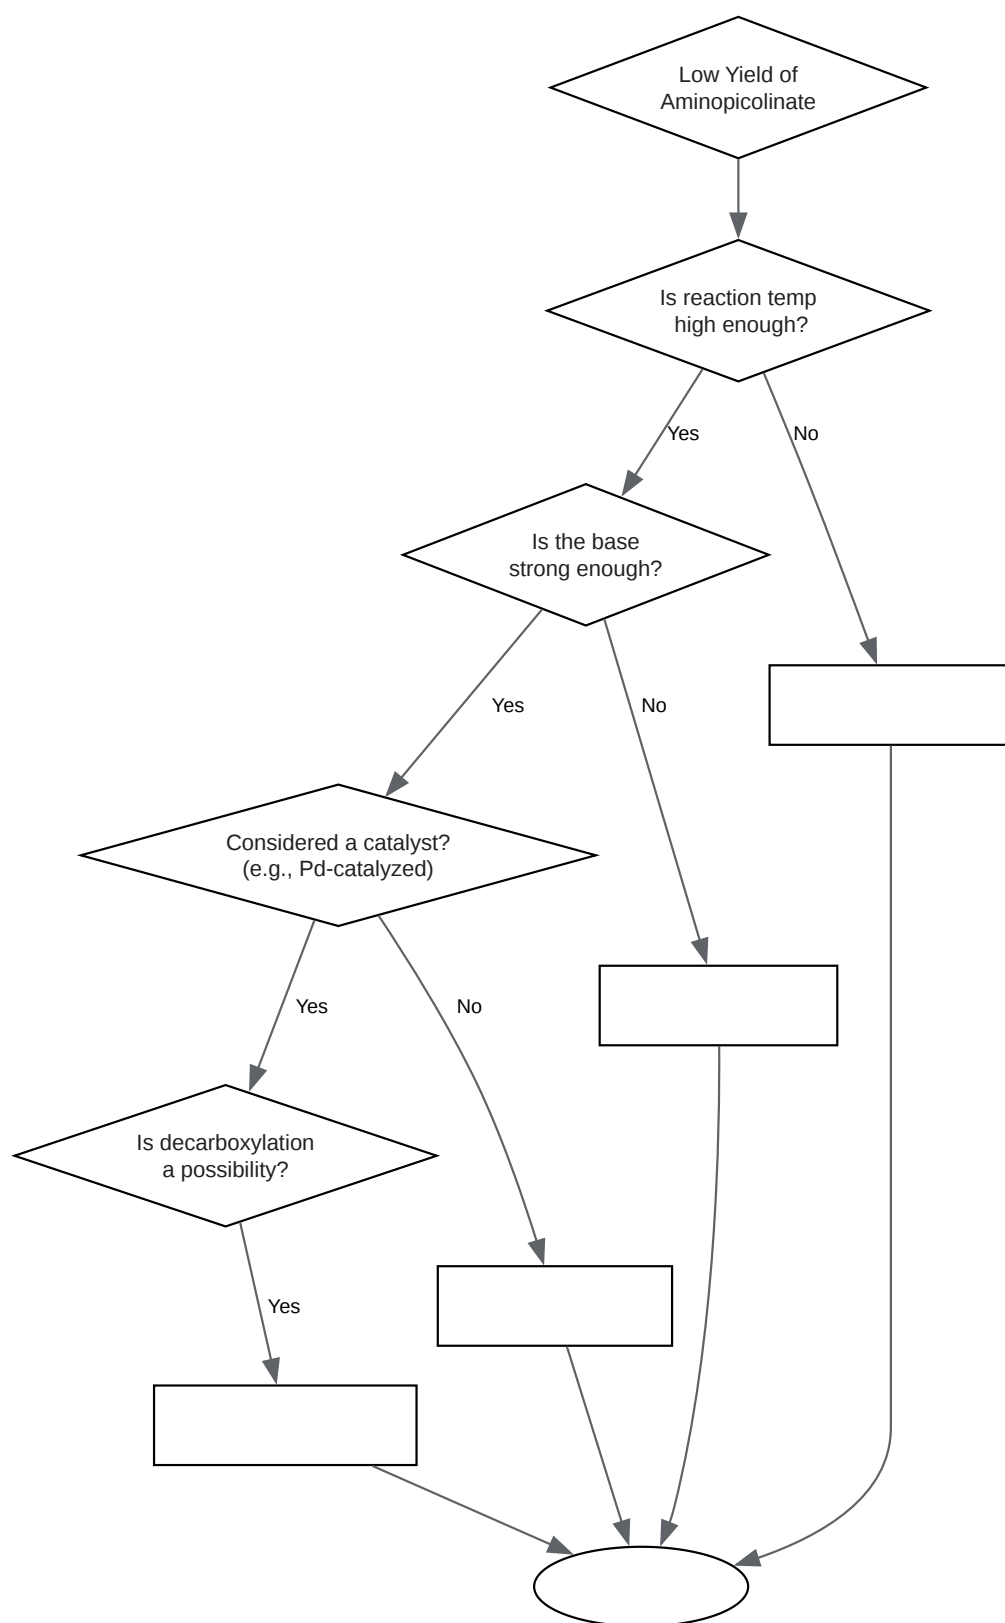 Low Yield of
Aminopicolinate
Is reaction temp
high enough?
Yes
No
Is the base
strong enough?
Yes
No
Considered a catalyst?
(e.g., Pd-catalyzed)
Yes
No
Is decarboxylation
a possibility?
Yes